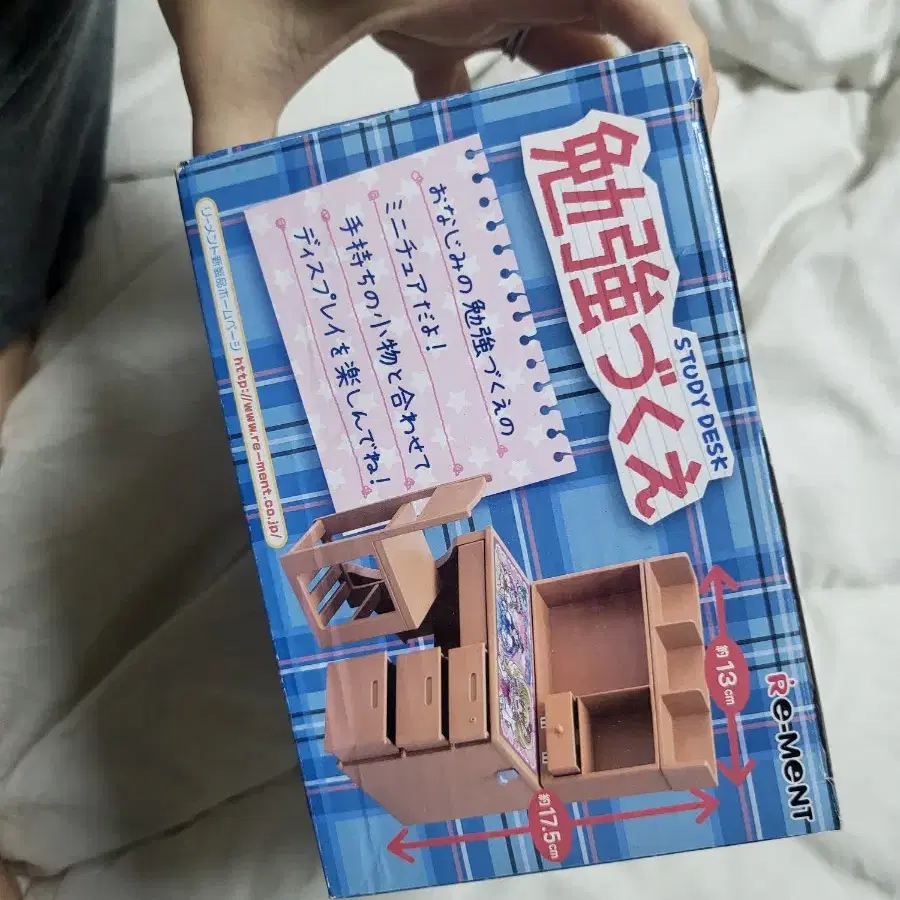 勉強づくえ
STUDY DESK
おなじみの勉強づくえの
ミニチュアだよ！
手持ちの小物と合わせて
ディスプレイを楽しんでね！
Re-MeNT
約13cm
約17.5cm
リーメント新製品ホームページ http://www.re-ment.co.jp/